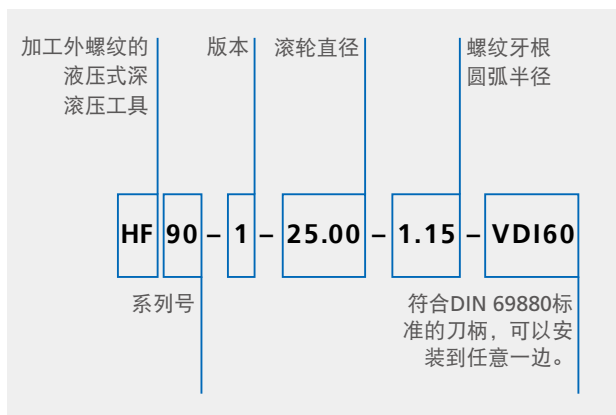 加工外螺纹的
液压式深
滚压工具
版本
滚轮直径
螺纹牙根
圆弧半径
HF 90 – 1 – 25.00 – 1.15 – VDI60
系列号
符合DIN 69880标
准的刀柄，可以安
装到任意一边。